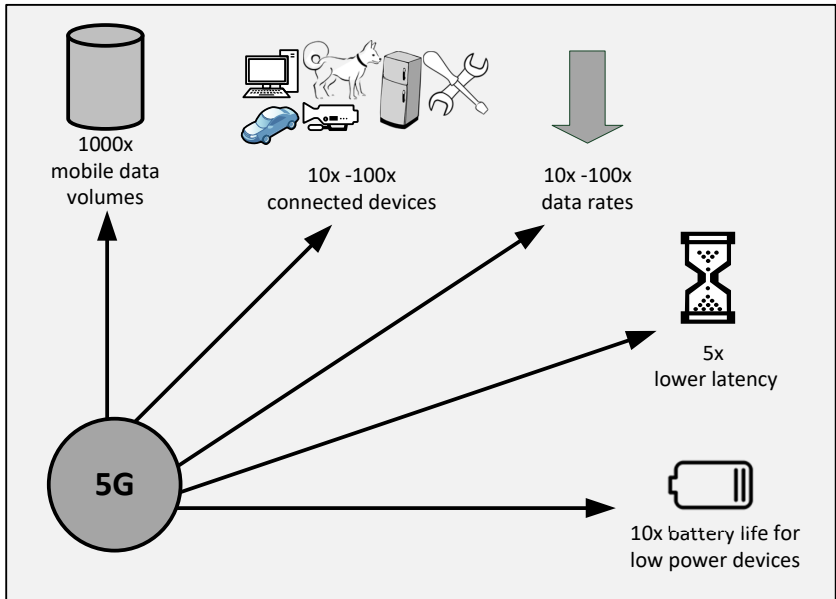 1000x
mobile data
volumes
10x -100x
connected devices
10x -100x
data rates
5x
lower latency
5G
10x battery life for
low power devices